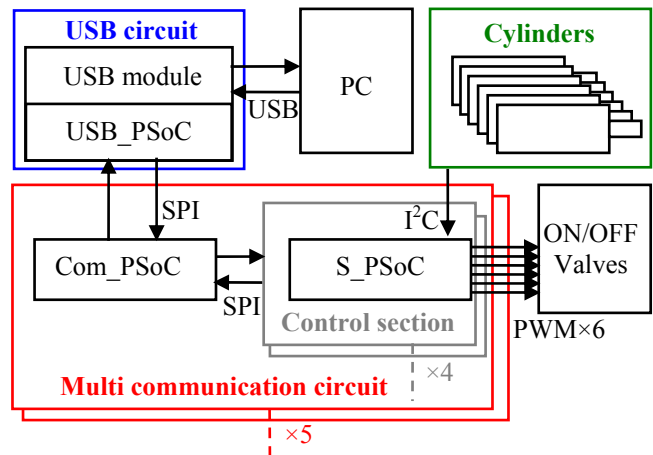 USB circuit
USB module
USB_PSoC
USB
PC
Cylinders
SPI
I²C
Com_PSoC
SPI
S_PSoC
Control section
×4
ON/OFF
Valves
PWM×6
Multi communication circuit
×5